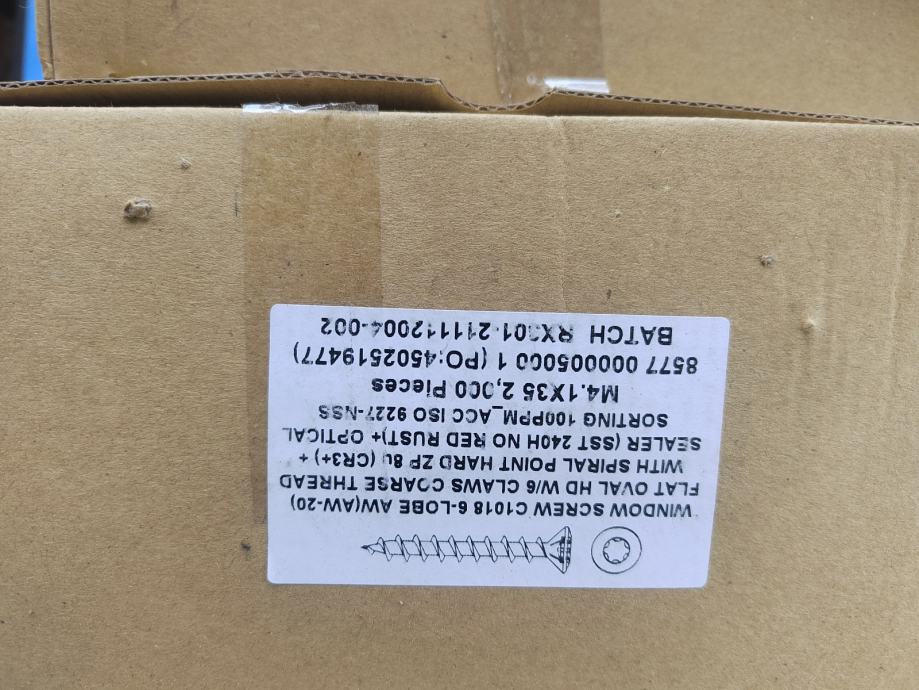 WINDOW SCREW C1018 6-LOBE AW(AW-20)
FLAT OVAL HD W/6 CLAWS COARSE THREAD
WITH SPIRAL POINT HARD ZP 8u (CR3+) +
SEALER (SST 240H NO RED RUST)+ OPTICAL
SORTING 100PPM_ACC ISO 9227-NSS
M4.1X35 2,000 Pieces
8577 000005000 1 (PO:4502519477)
BATCH RX301-211112004-002